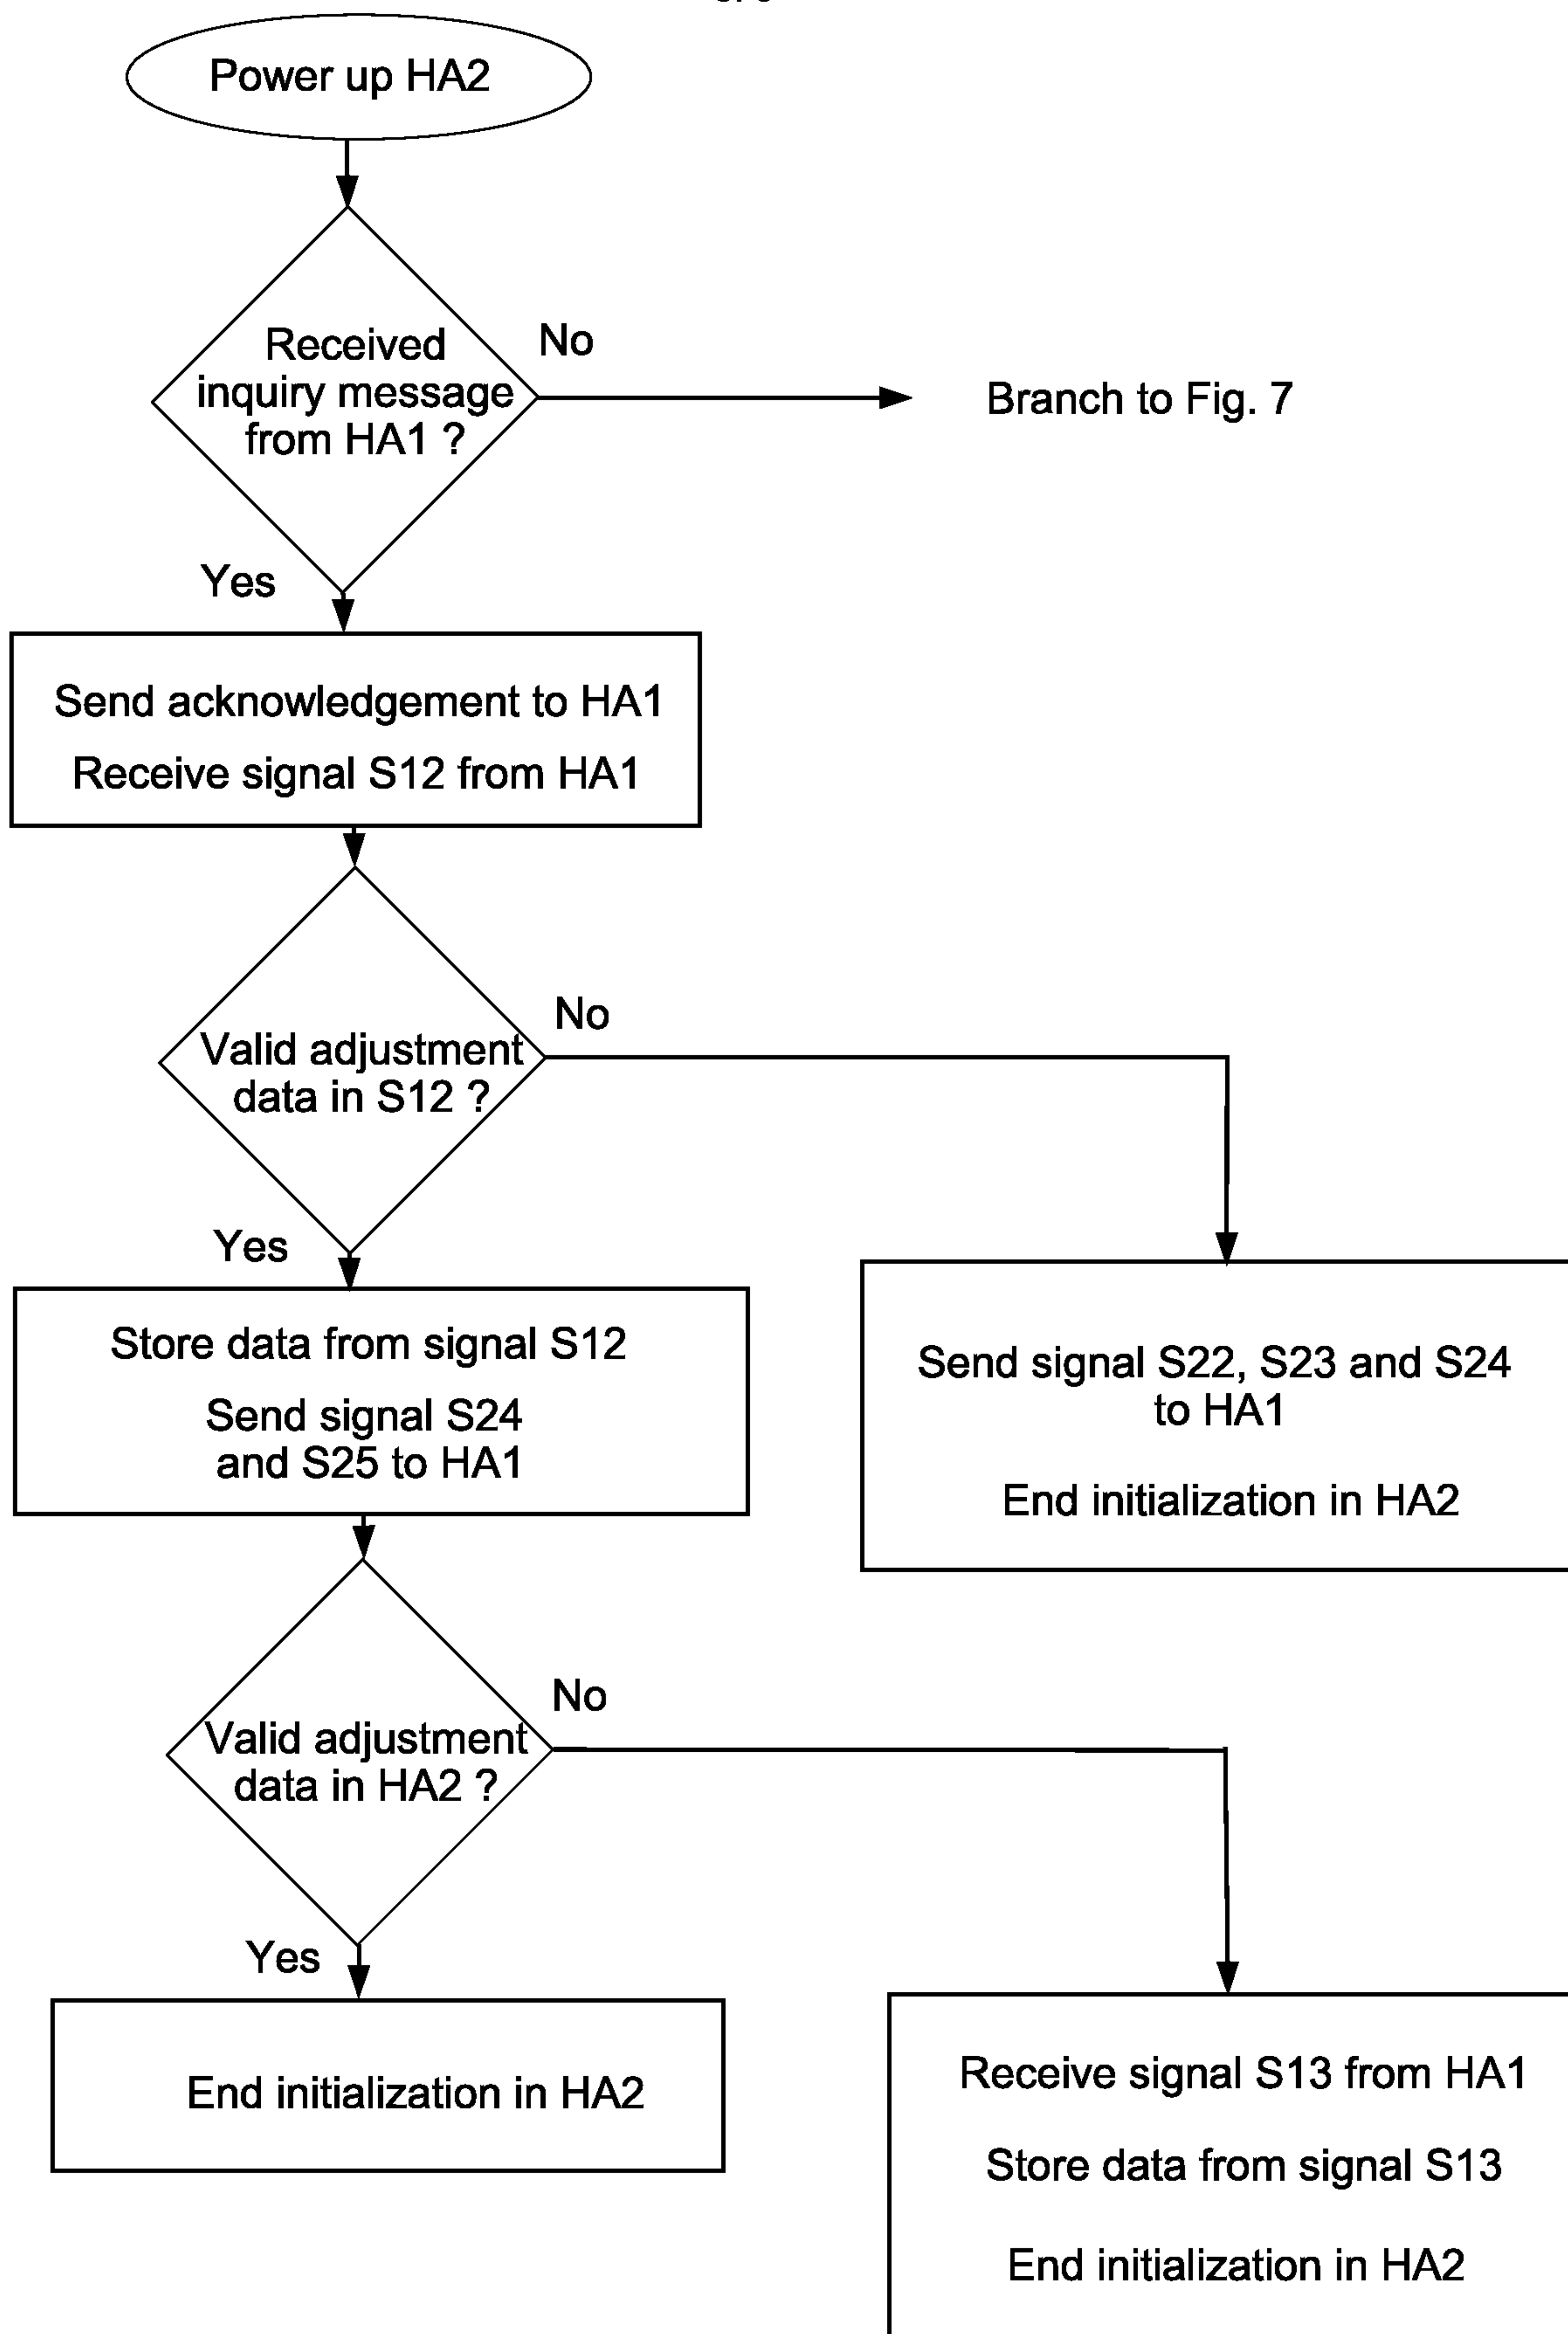 Power up HA2
Received
inquiry message
from HA1 ?
No
Branch to Fig. 7
Yes
Send acknowledgement to HA1
Receive signal S12 from HA1
Valid adjustment
data in S12 ?
No
Yes
Store data from signal S12
Send signal S24
and S25 to HA1
Send signal S22, S23 and S24
to HA1
End initialization in HA2
Valid adjustment
data in HA2 ?
No
Yes
End initialization in HA2
Receive signal S13 from HA1
Store data from signal S13
End initialization in HA2